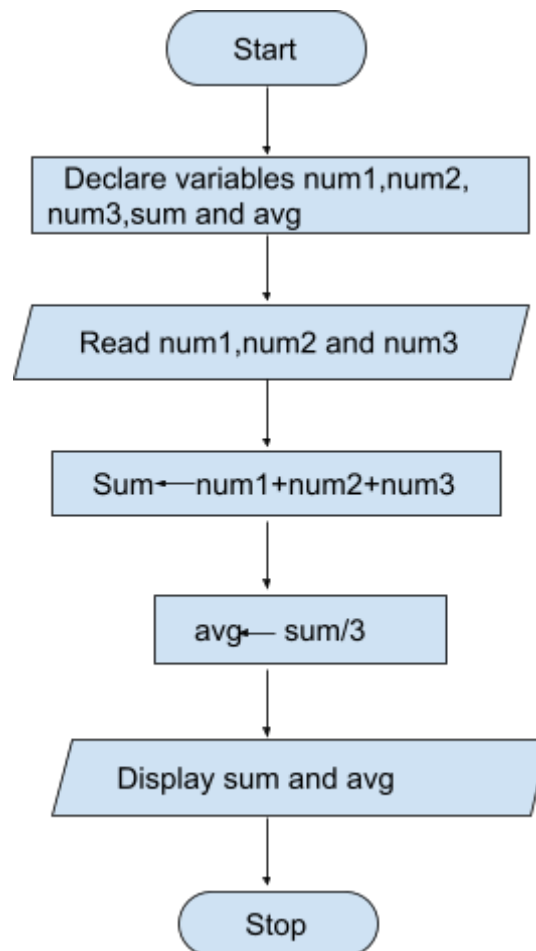 Start
Declare variables num1,num2,
num3,sum and avg
Read num1,num2 and num3
Sum←num1+num2+num3
avg← sum/3
Display sum and avg
Stop